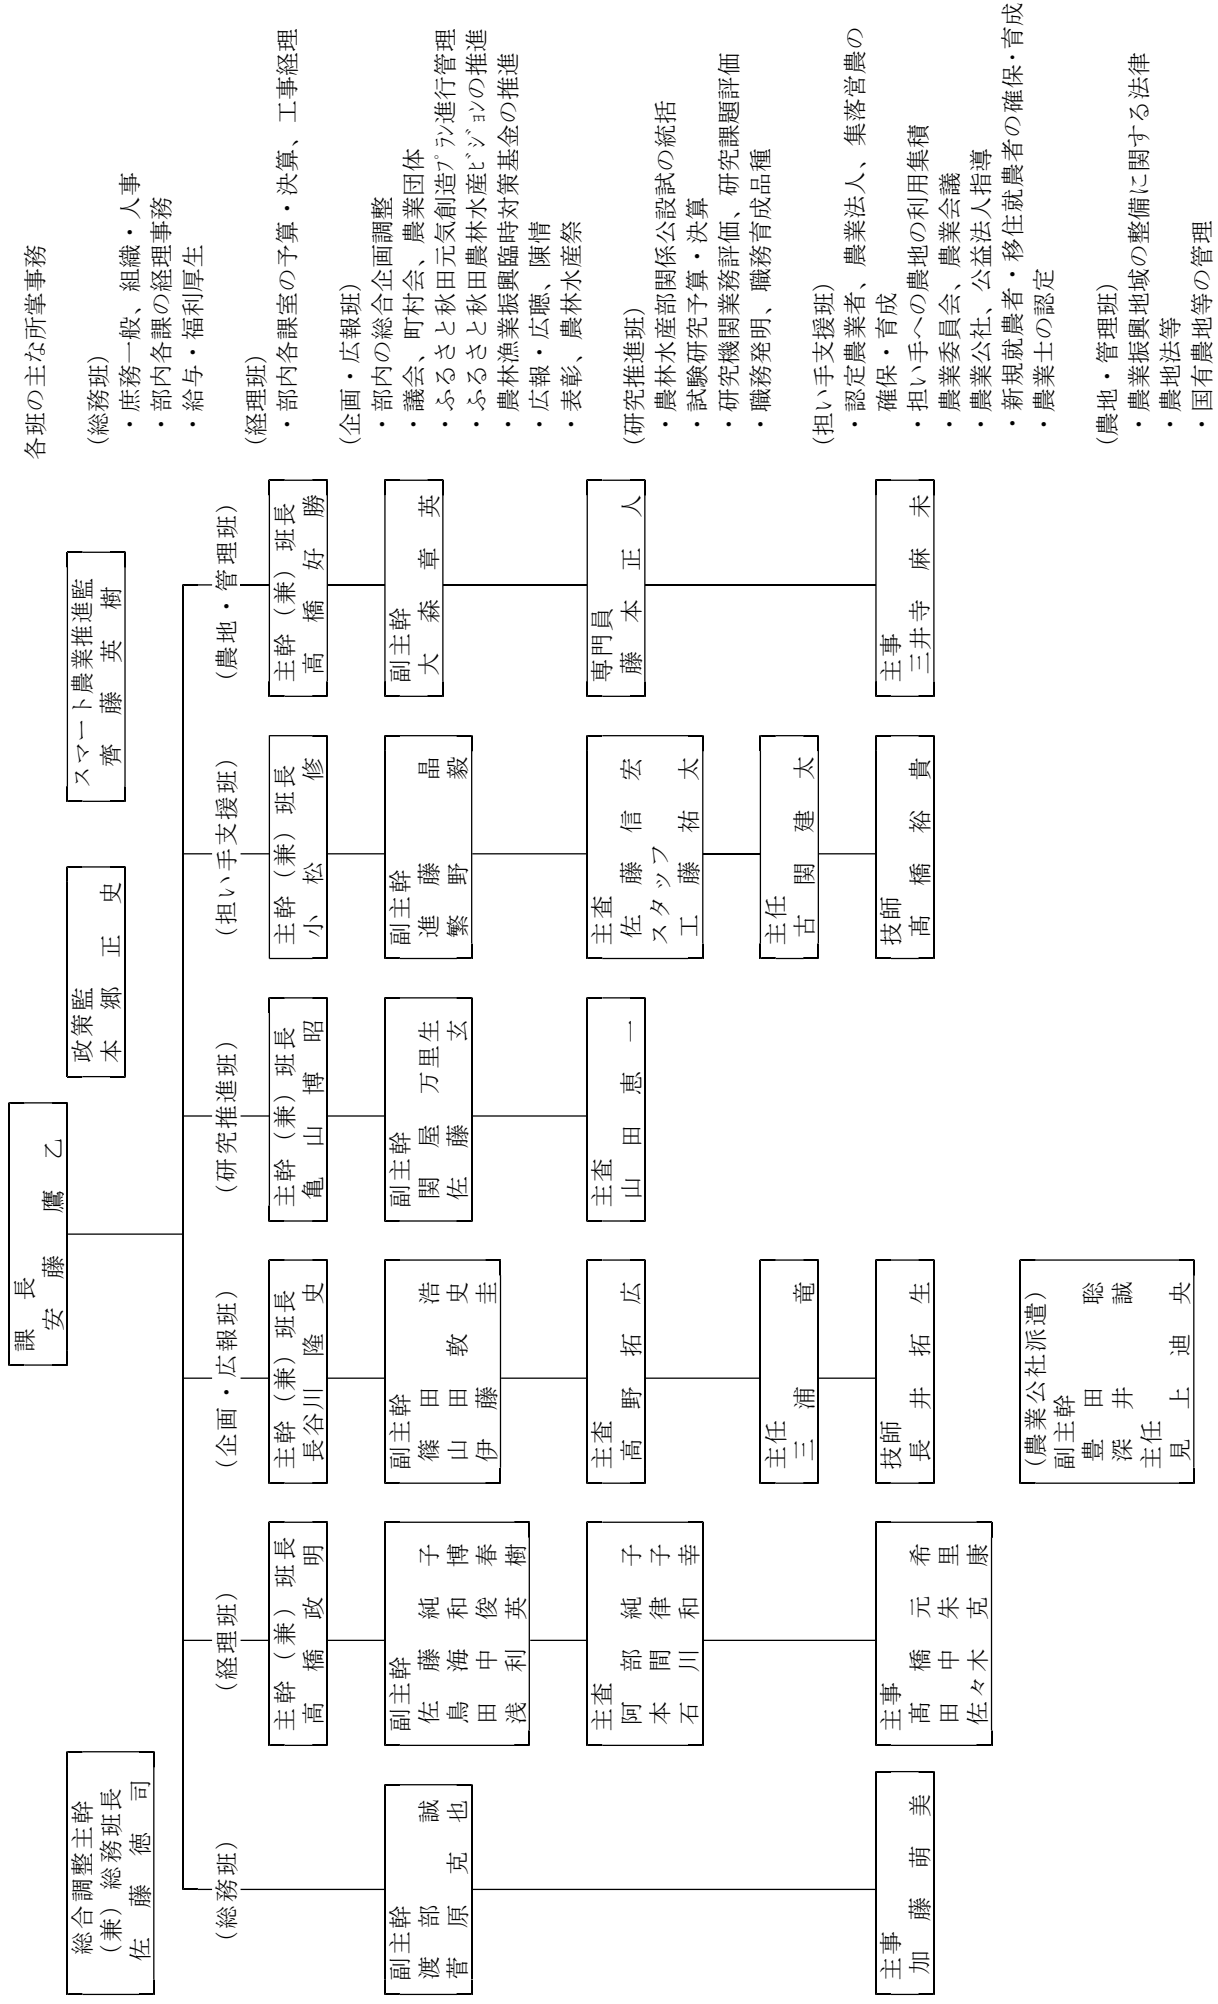 課　長
安　藤　鷹　乙
総合調整主幹
（兼）総務班長
佐　藤　徳　司
政策監
本　郷　正　史
スマート農業推進監
齊　藤　英　樹
（総務班）
副主幹
渡　部　　　誠
菅　原　克　也
主事
加　藤　萌　美
（経理班）
主幹（兼）班長
高　橋　政　明
副主幹
佐　藤　純　子
鳥　海　和　博
田　中　俊　春
浅　利　英　樹
主査
阿　部　純　子
本　間　律　子
石　川　和　幸
主事
髙　橋　元　希
田　中　朱　里
佐々木　克　康
（企画・広報班）
主幹（兼）班長
長谷川　隆　史
副主幹
篠　田　　　浩
山　田　敦　史
伊　藤　　　圭
主査
高　野　拓　広
主任
三　浦　　　竜
技師
長　井　拓　生
（農業公社派遣）
副主幹
豊　田　　　聡
深　井　　　誠
主任
見　上　迪　央
（研究推進班）
主幹（兼）班長
亀　山　博　昭
副主幹
関　屋　万里生
佐　藤　　　玄
主査
山　田　恵　一
（担い手支援班）
主幹（兼）班長
小　松　　　修
副主幹
進　藤　　　晶
繁　野　　　毅
主査
佐　藤　信　宏
スタッフ
工　藤　祐　太
主任
古　関　建　太
技師
髙　橋　裕　貴
（農地・管理班）
主幹（兼）班長
高　橋　好　勝
副主幹
大　森　章　英
専門員
藤　本　正　人
主事
三井寺　麻　未
各班の主な所掌事務
（総務班）
・庶務一般、組織・人事
・部内各課の経理事務
・給与・福利厚生
（経理班）
・部内各課室の予算・決算、工事経理
（企画・広報班）
・部内の総合企画調整
・議会、町村会、農業団体
・ふるさと秋田元気創造ﾌﾟﾗﾝ進行管理
・ふるさと秋田農林水産ﾋﾞｼﾞｮﾝの推進
・農林漁業振興臨時対策基金の推進
・広報・広聴、陳情
・表彰、農林水産祭
（研究推進班）
・農林水産部関係公設試の統括
・試験研究予算・決算
・研究機関業務評価、研究課題評価
・職務発明、職務育成品種
（担い手支援班）
・認定農業者、農業法人、集落営農の
確保・育成
・担い手への農地の利用集積
・農業委員会、農業会議
・農業公社、公益法人指導
・新規就農者・移住就農者の確保・育成
・農業士の認定
（農地・管理班）
・農業振興地域の整備に関する法律
・農地法等
・国有農地等の管理